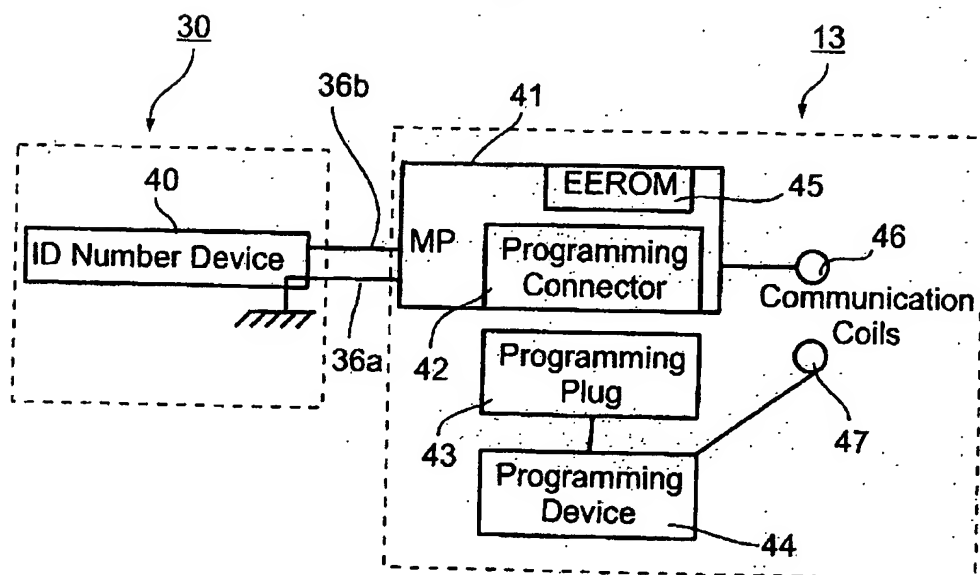 30
13
36b
41
40
EEROM
45
ID Number Device
MP
Programming
Connector
46
Communication
Coils
36a
42
Programming
Plug
43
47
Programming
Device
44